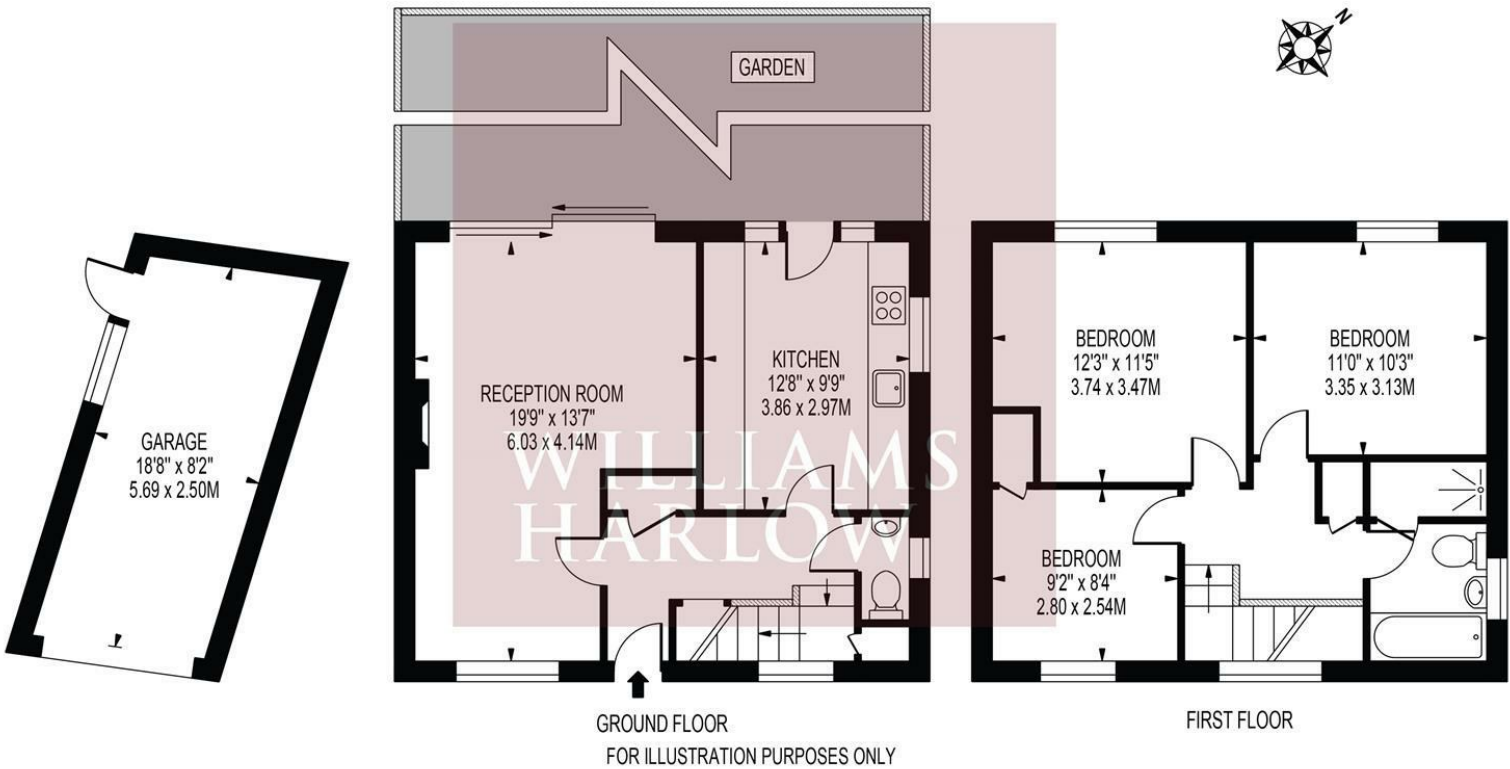 N
GARDEN
GARAGE
18'8" x 8'2"
5.69 x 2.50M
RECEPTION ROOM
19'9" x 13'7"
6.03 x 4.14M
KITCHEN
12'8" x 9'9"
3.86 x 2.97M
WILLIAMS
HARLOW
BEDROOM
12'3" x 11'5"
3.74 x 3.47M
BEDROOM
11'0" x 10'3"
3.35 x 3.13M
BEDROOM
9'2" x 8'4"
2.80 x 2.54M
GROUND FLOOR
FIRST FLOOR
FOR ILLUSTRATION PURPOSES ONLY